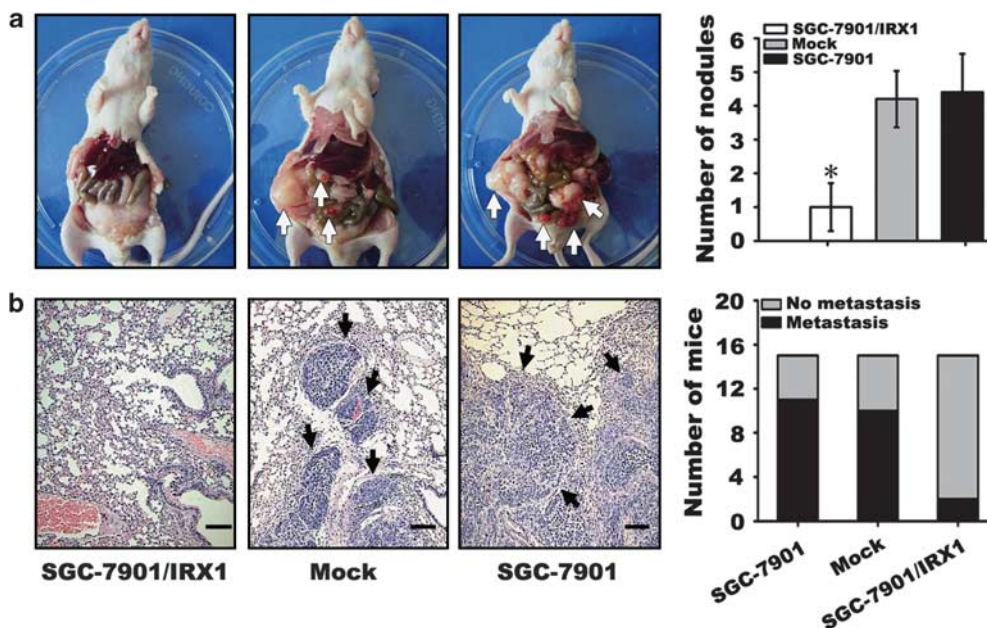 a
SGC-7901/IRX1
Mock
SGC-7901
Number of nodules
6
5
4
3
2
1
0
*
b
SGC-7901/IRX1
Mock
SGC-7901
No metastasis
Metastasis
Number of mice
20
16
12
8
4
0
SGC-7901
Mock
SGC-7901/IRX1